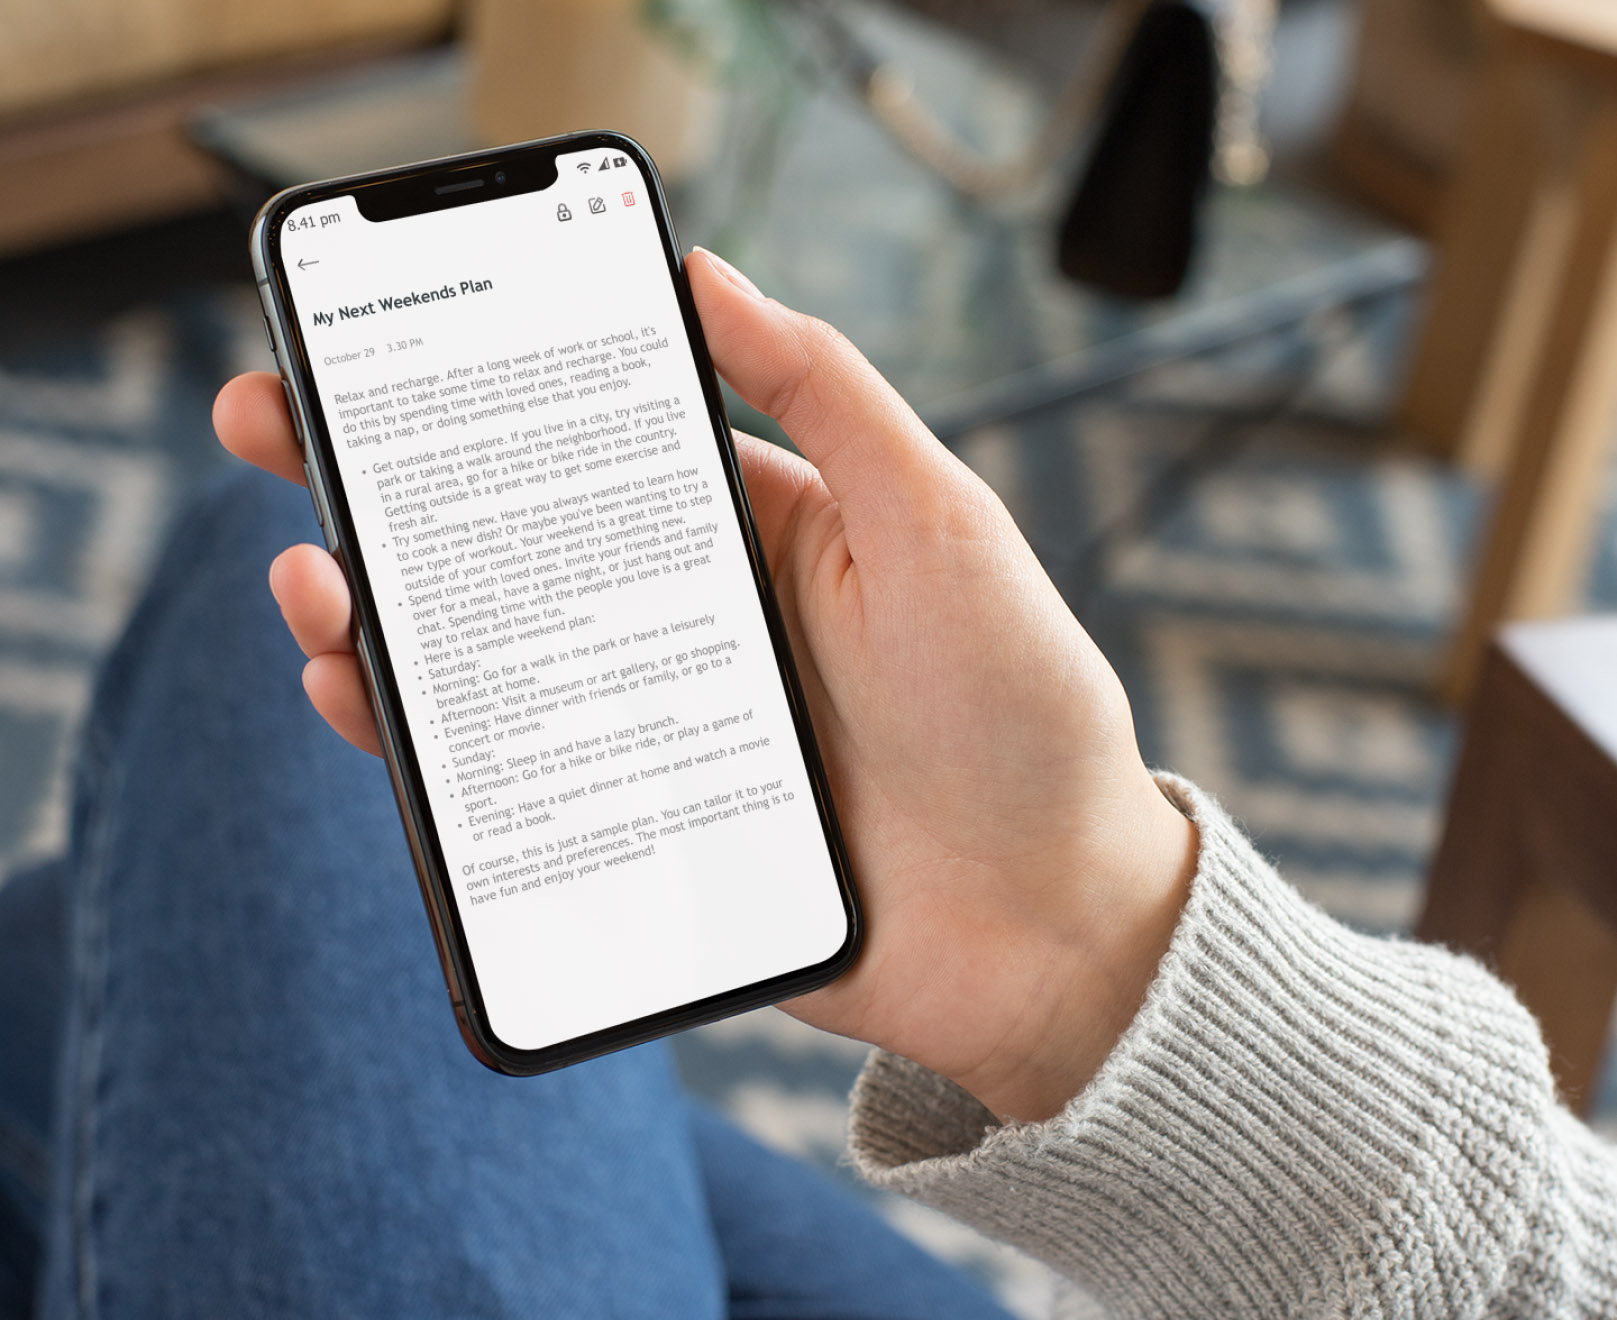 8.41 pm
My Next Weekends Plan
October 29 3.30 PM
Relax and recharge. After a long week of work or school, it's
important to take some time to relax and recharge. You could
do this by spending time with loved ones, reading a book,
taking a nap, or doing something else that you enjoy.
• Get outside and explore. If you live in a city, try visiting a
park or taking a walk around the neighborhood. If you live
in a rural area, go for a hike or bike ride in the country.
Getting outside is a great way to get some exercise and
fresh air.
• Try something new. Have you always wanted to learn how
to cook a new dish? Or maybe you've been wanting to try a
new type of workout. Your weekend is a great time to step
outside of your comfort zone and try something new.
• Spend time with loved ones. Invite your friends and family
over for a meal, have a game night, or just hang out and
chat. Spending time with the people you love is a great
way to relax and have fun.
• Here is a sample weekend plan:
• Saturday:
• Morning: Go for a walk in the park or have a leisurely
breakfast at home.
• Afternoon: Visit a museum or art gallery, or go shopping.
• Evening: Have dinner with friends or family, or go to a
concert or movie.
• Sunday:
• Morning: Sleep in and have a lazy brunch.
• Afternoon: Go for a hike or bike ride, or play a game of
sport.
• Evening: Have a quiet dinner at home and watch a movie
or read a book.
Of course, this is just a sample plan. You can tailor it to your
own interests and preferences. The most important thing is to
have fun and enjoy your weekend!